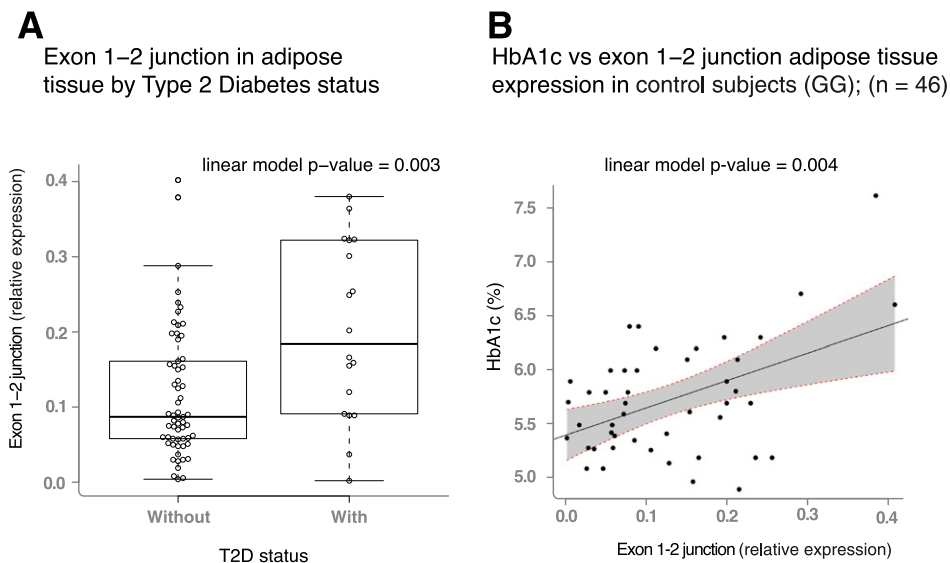 A
Exon 1–2 junction in adipose
tissue by Type 2 Diabetes status
linear model p–value = 0.003
Exon 1–2 junction (relative expression)
0.4
0.3
0.2
0.1
0.0
Without
With
T2D status
B
HbA1c vs exon 1–2 junction adipose tissue
expression in control subjects (GG); (n = 46)
linear model p-value = 0.004
HbA1c (%)
7.5
7.0
6.5
6.0
5.5
5.0
0.0
0.1
0.2
0.3
0.4
Exon 1-2 junction (relative expression)